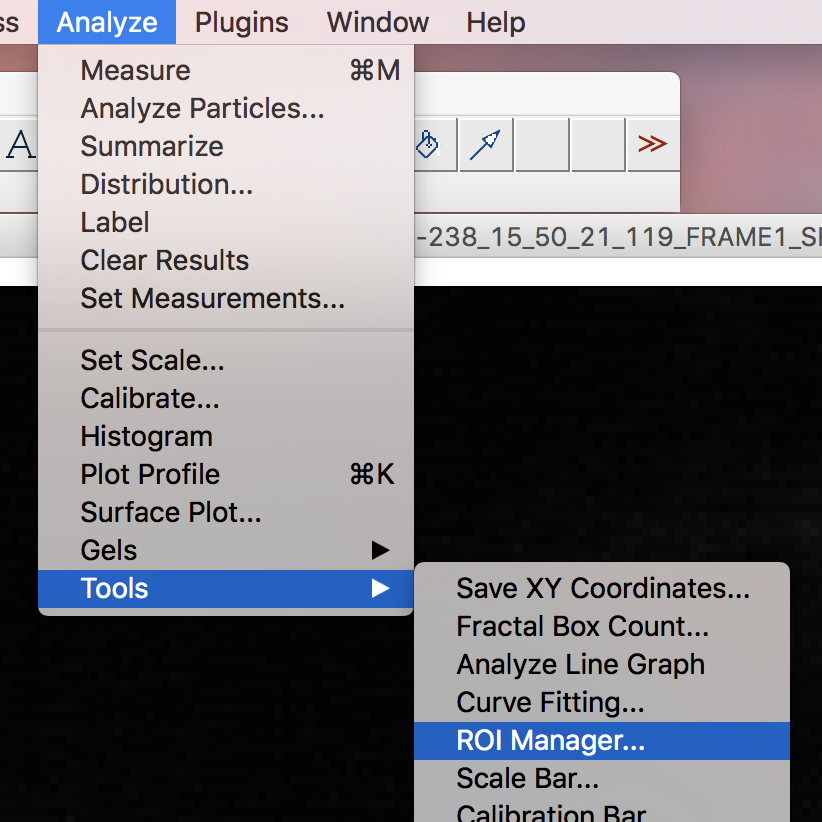 ss Analyze Plugins Window Help
Measure ⌘M
Analyze Particles...
Summarize
Distribution...
Label
Clear Results
Set Measurements...
A
-238_15_50_21_119_FRAME1_S
Set Scale...
Calibrate...
Histogram
Plot Profile ⌘K
Surface Plot...
Gels
Tools
Save XY Coordinates...
Fractal Box Count...
Analyze Line Graph
Curve Fitting...
ROI Manager...
Scale Bar...
Calibration Bar